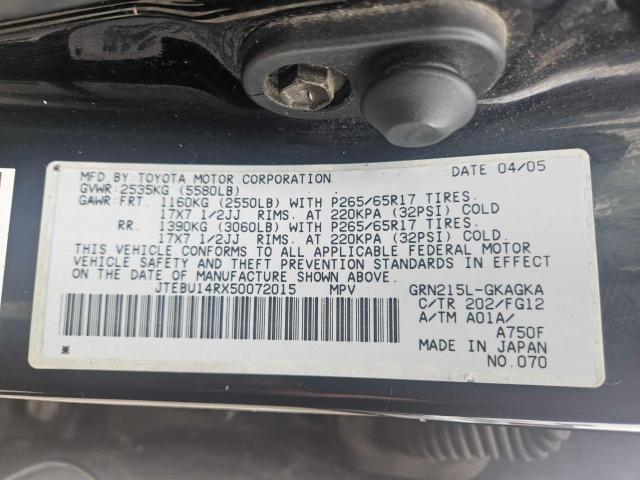 MFD.BY:TOYOTA MOTOR CORPORATION DATE 04/05
GVWR:2535KG (5580LB)
GAWR:FRT. 1160KG (2550LB) WITH P265/65R17 TIRES.
17X7 1/2JJ RIMS. AT 220KPA (32PSI) COLD.
RR. 1390KG (3060LB) WITH P265/65R17 TIRES.
17X7 1/2JJ RIMS. AT 220KPA (32PSI) COLD.
THIS VEHICLE CONFORMS TO ALL APPLICABLE FEDERAL MOTOR
VEHICLE SAFETY AND THEFT PREVENTION STANDARDS IN EFFECT
ON THE DATE OF MANUFACTURE SHOWN ABOVE.
JTEBU14RX50072015 MPV GRN215L-GKAGKA
C/TR 202/FG12
A/TM A01A/
A750F
* MADE IN JAPAN
NO.070